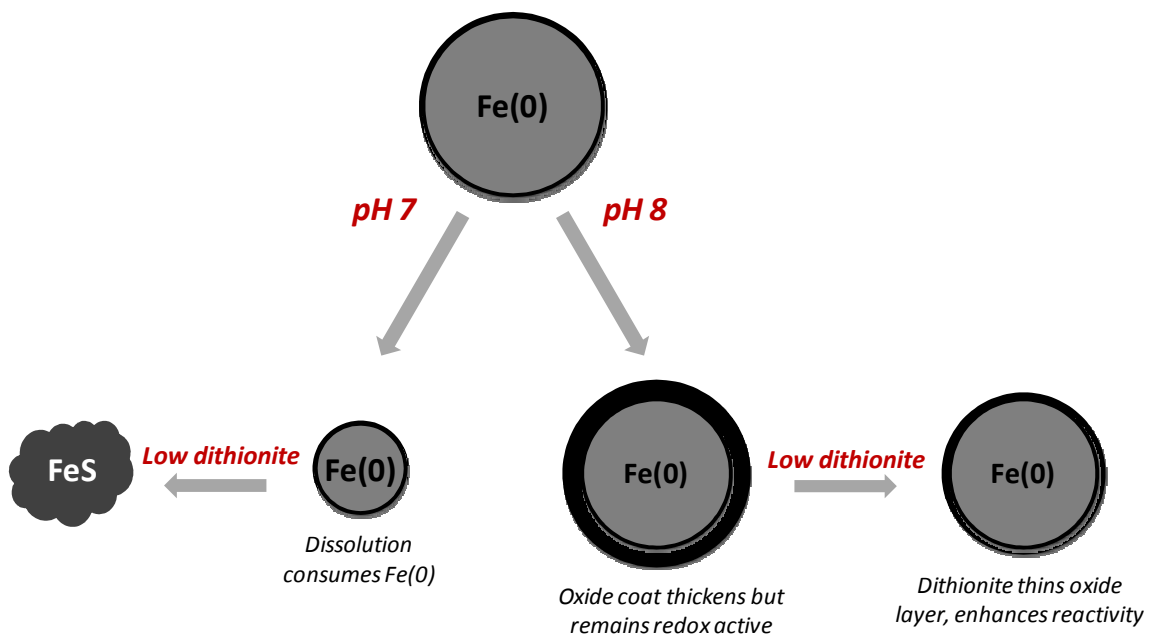 Fe(0)
pH 7
pH 8
FeS
Low dithionite
Fe(0)
Fe(0)
Low dithionite
Fe(0)
Dissolution
consumes Fe(0)
Oxide coat thickens but
remains redox active
Dithionite thins oxide
layer, enhances reactivity